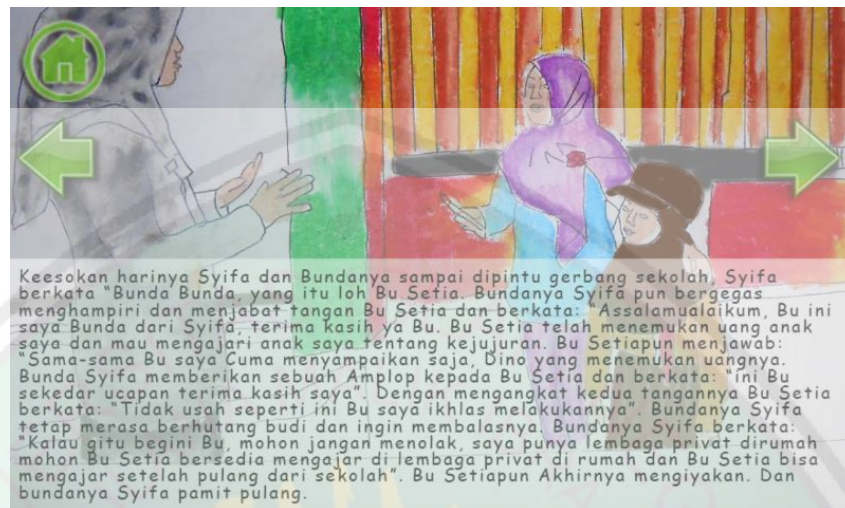 Keesokan harinya Syifa dan Bundanya sampai dipintu gerbang sekolah, Syifa
berkata "Bunda Bunda, yang itu loh Bu Setia. Bundanya Syifa pun bergegas
menghampiri dan menjabat tangan Bu Setia dan berkata: "Assalamualaikum, Bu ini
saya Bunda dari Syifa, terima kasih ya Bu. Bu Setia telah menemukan uang anak
saya dan mau mengajari anak saya tentang kejujuran. Bu Setiapun menjawab:
"Sama-sama Bu saya Cuma menyampaikan saja, Dino yang menemukan uangnya.
Bunda Syifa memberikan sebuah Amplop kepada Bu Setia dan berkata: "ini Bu
sekedar ucapan terima kasih saya". Dengan mengangkat kedua tangannya Bu Setia
berkata: "Tidak usah seperti ini Bu saya ikhlas melakukannya". Bundanya Syifa
tetap merasa berhutang budi dan ingin membalasnya. Bundanya Syifa berkata:
"Kalau gitu begini Bu, mohon jangan menolak, saya punya lembaga privat dirumah
mohon Bu Setia bersedia mengajar di lembaga privat di rumah dan Bu Setia bisa
mengajar setelah pulang dari sekolah". Bu Setiapun Akhirnya mengiyakan. Dan
bundanya Syifa pamit pulang.